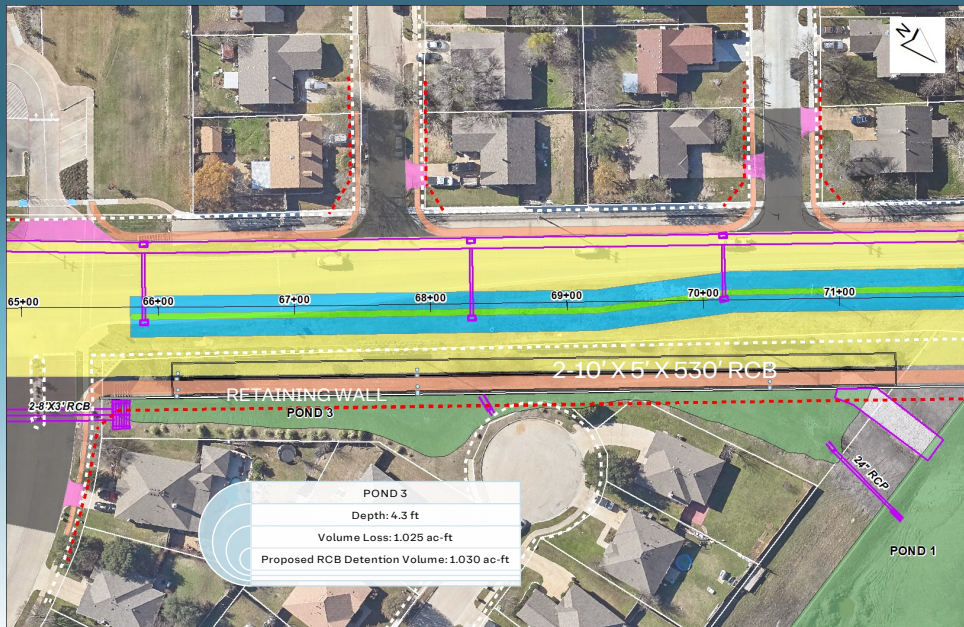 N
65+00
66+00
67+00
68+00
69+00
70+00
71+00
2-10' X 5' X 530' RCB
RETAINING WALL
2-8'X3' RCB
POND 3
24" RCP
POND 1
POND 3
Depth: 4.3 ft
Volume Loss: 1.025 ac-ft
Proposed RCB Detention Volume: 1.030 ac-ft